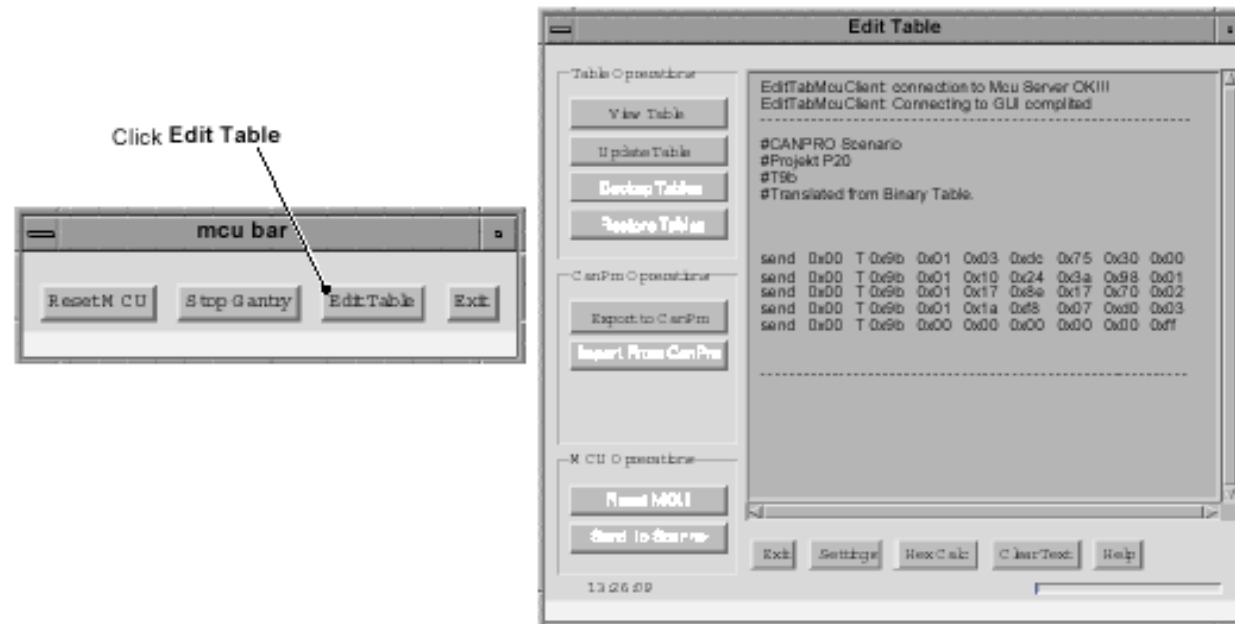 Click Edit Table
mcu bar
Reset M CU
Stop Gantry
Edit Table
Exit
Edit Table
Table Operations
View Table
Update Table
Backup Tables
Restore Tables
CanPro Operations
Export to CanPro
Import From CanPro
M CU Operations
Reset MCU
Send To Scanner
13:26:09
EditTabMcuClient: connection to Mcu Server OK!!!
EditTabMcuClient: Connecting to GUI complited
#CANPRO Scenario
#Projekt P20
#T9b
#Translated from Binary Table.
send 0x00 T 0x9b 0x01 0x03 0xdc 0x75 0x30 0x00
send 0x00 T 0x9b 0x01 0x10 0x24 0x3a 0x98 0x01
send 0x00 T 0x9b 0x01 0x17 0x8e 0x17 0x70 0x02
send 0x00 T 0x9b 0x01 0x1a 0xf8 0x07 0xd0 0x03
send 0x00 T 0x9b 0x00 0x00 0x00 0x00 0x00 0xff
Exit
Settings
Hex Calc
Clear Text
Help